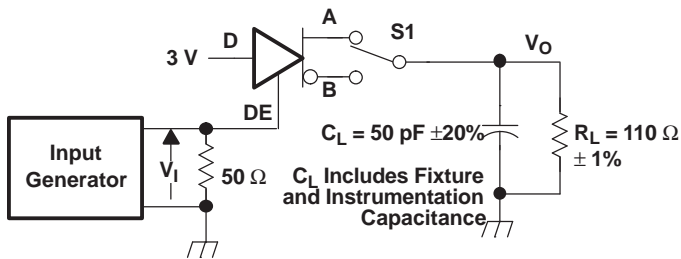 A
S1
VO
D
3 V
B
DE
CL = 50 pF ±20%
RL = 110 Ω
± 1%
Input
Generator
VI
50 Ω
CL Includes Fixture
and Instrumentation
Capacitance